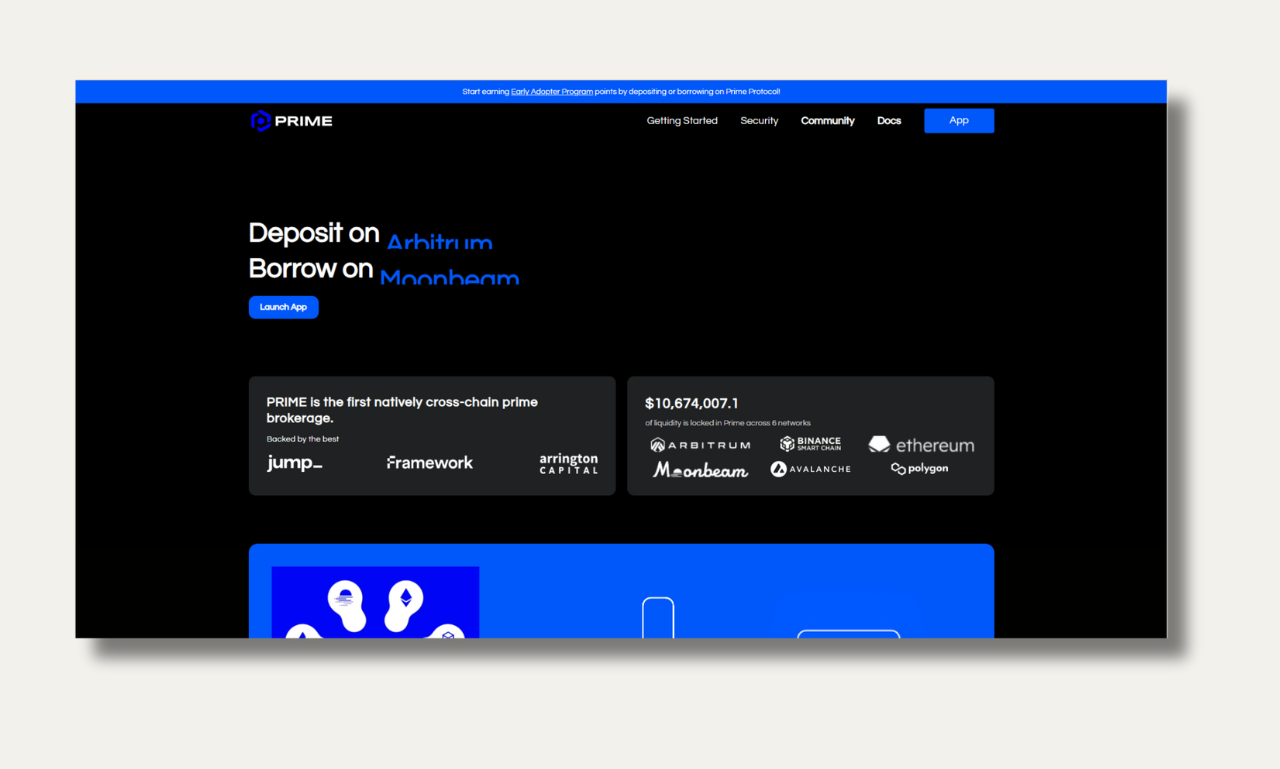 Start earning Early Adopter Program points by depositing or borrowing on Prime Protocol!
PRIME
Getting Started Security Community Docs App
Deposit on Arbitrum
Borrow on Moonbeam
Launch App
PRIME is the first natively cross-chain prime
brokerage.
Backed by the best
jump_
Framework
arrington
CAPITAL
$10,674,007.1
of liquidity is locked in Prime across 6 networks
ARBITRUM
BINANCE
SMART CHAIN
ethereum
Moonbeam
AVALANCHE
polygon